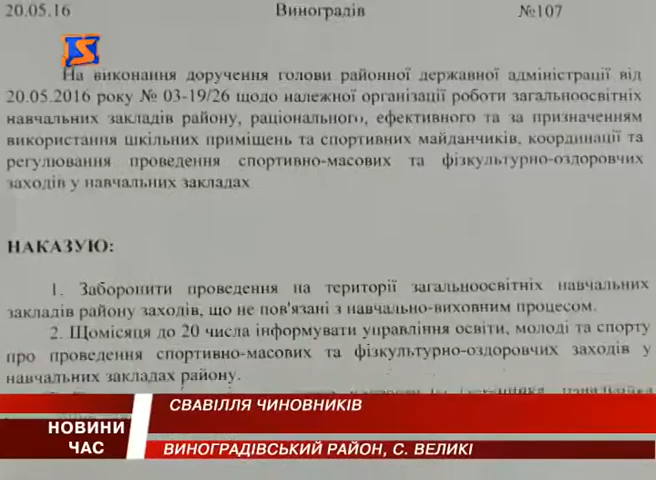 20.05.16 Виноградів №107
На виконання доручення голови районної державної адміністрації від
20.05.2016 року № 03-19/26 щодо належної організації роботи загальноосвітніх
навчальних закладів району, раціонального, ефективного та за призначенням
використання шкільних приміщень та спортивних майданчиків, координації та
регулювання проведення спортивно-масових та фізкультурно-оздоровчих
заходів у навчальних закладах
НАКАЗУЮ:
1. Заборонити проведення на території загальноосвітніх навчальних
закладів району заходів, що не пов'язані з навчально-виховним процесом.
2. Щомісяця до 20 числа інформувати управління освіти, молоді та спорту
про проведення спортивно-масових та фізкультурно-оздоровчих заходів у
навчальних закладах району.
СВАВІЛЛЯ ЧИНОВНИКІВ
НОВИНИ
ЧАС
ВИНОГРАДІВСЬКИЙ РАЙОН, С. ВЕЛИКІ